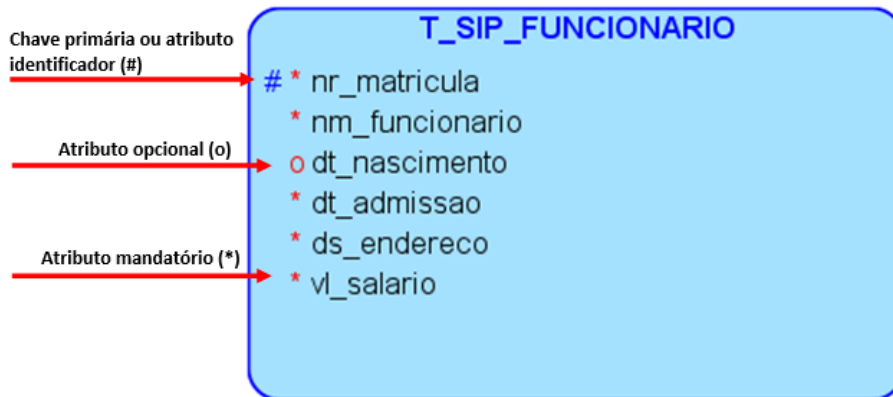 T_SIP_FUNCIONARIO
Chave primária ou atributo
identificador (#)
# * nr_matricula
* nm_funcionario
Atributo opcional (o)
o dt_nascimento
* dt_admissao
* ds_endereco
Atributo mandatório (*)
* vl_salario